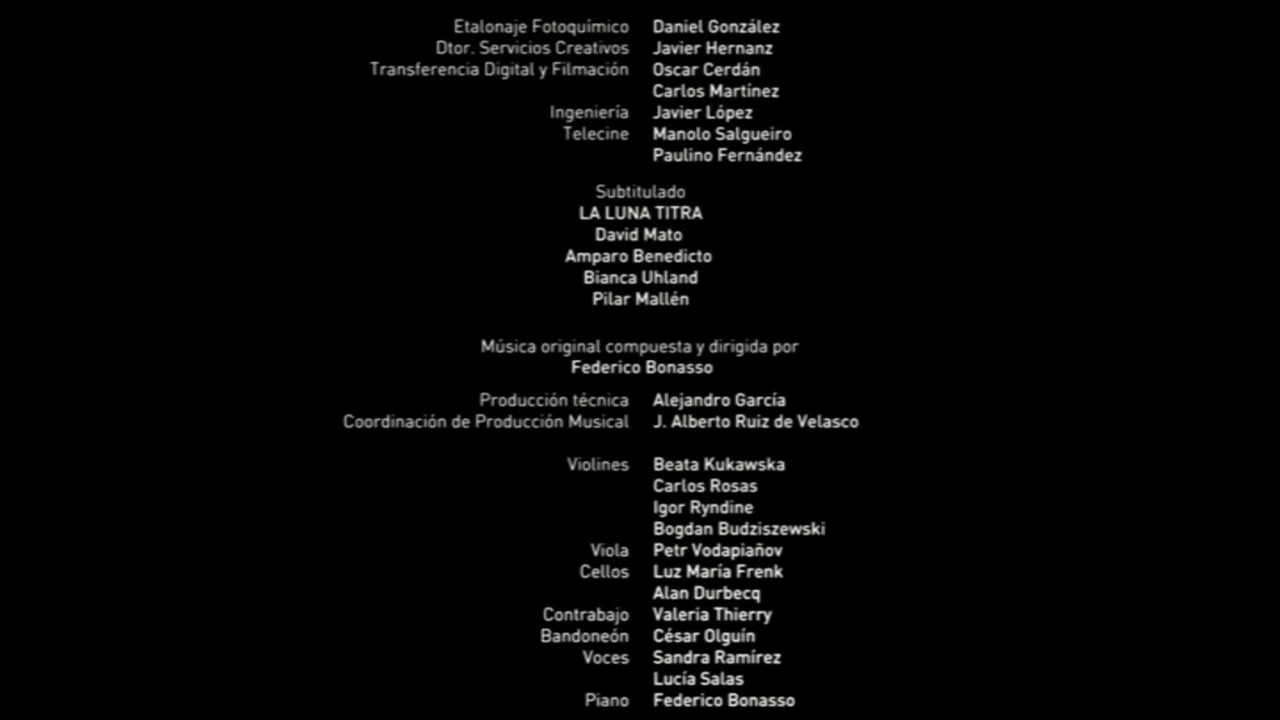 Etalonaje Fotoquímico Daniel González
Dtor. Servicios Creativos Javier Hernanz
Transferencia Digital y Filmación Oscar Cerdán
Carlos Martínez
Ingeniería Javier López
Telecine Manolo Salgueiro
Paulino Fernández
Subtitulado
LA LUNA TITRA
David Mato
Amparo Benedicto
Bianca Uhland
Pilar Mallén
Música original compuesta y dirigida por
Federico Bonasso
Producción técnica Alejandro García
Coordinación de Producción Musical J. Alberto Ruiz de Velasco
Violines Beata Kukawska
Carlos Rosas
Igor Ryndine
Bogdan Budziszewski
Viola Petr Vodapiañov
Cellos Luz María Frenk
Alan Durbecq
Contrabajo Valeria Thierry
Bandoneón César Olguín
Voces Sandra Ramírez
Lucía Salas
Piano Federico Bonasso